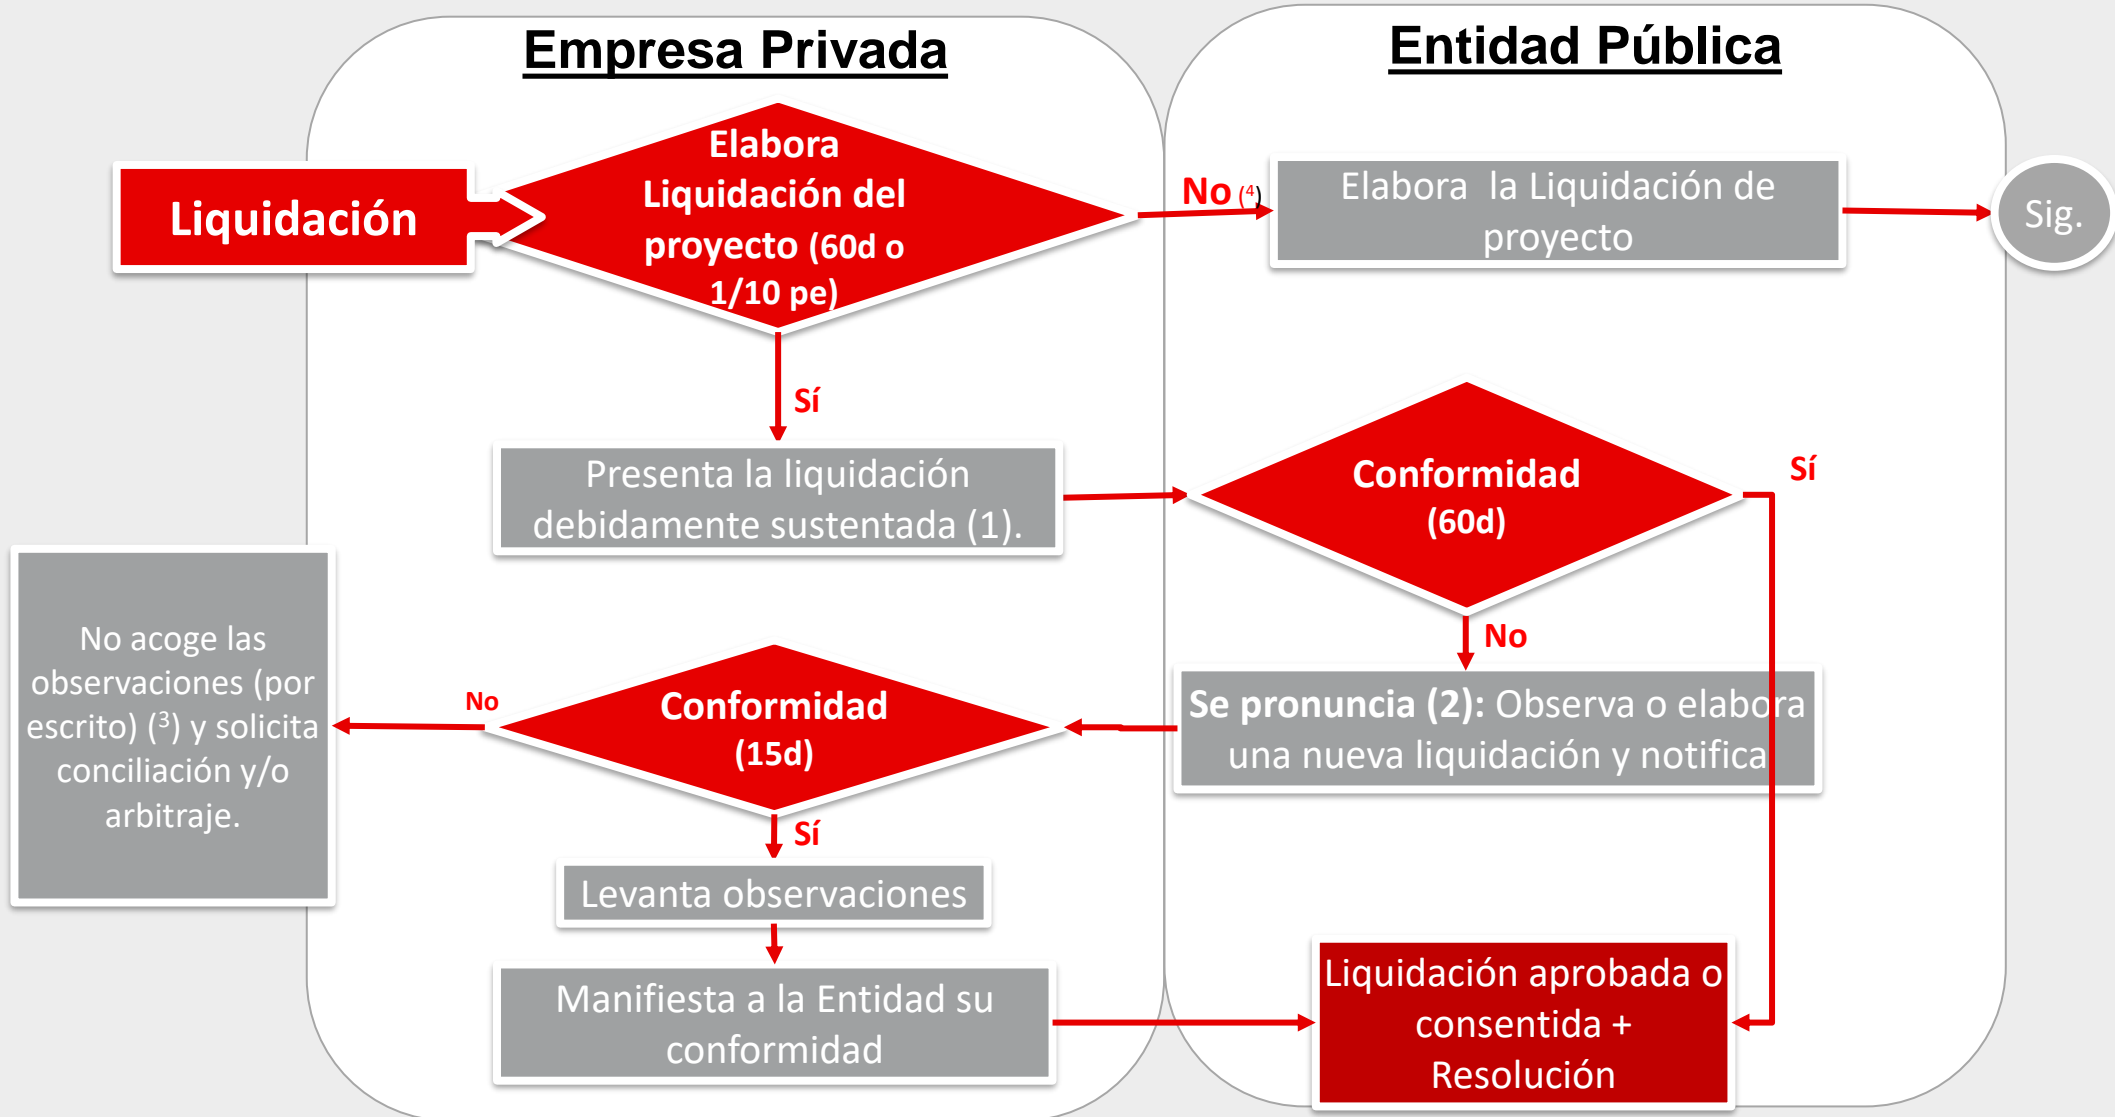 Empresa Privada
Entidad Pública
Liquidación
Elabora
Liquidación del
proyecto (60d o
1/10 pe)
No (4)
Elabora  la Liquidación de
proyecto
Sig.
Sí
Presenta la liquidación
debidamente sustentada (1).
Conformidad
(60d)
Sí
No
Se pronuncia (2): Observa o elabora
una nueva liquidación y notifica
Conformidad
(15d)
No
No acoge las
observaciones (por
escrito) (3) y solicita
conciliación y/o
arbitraje.
Sí
Levanta observaciones
Manifiesta a la Entidad su
conformidad
Liquidación aprobada o
consentida +
Resolución